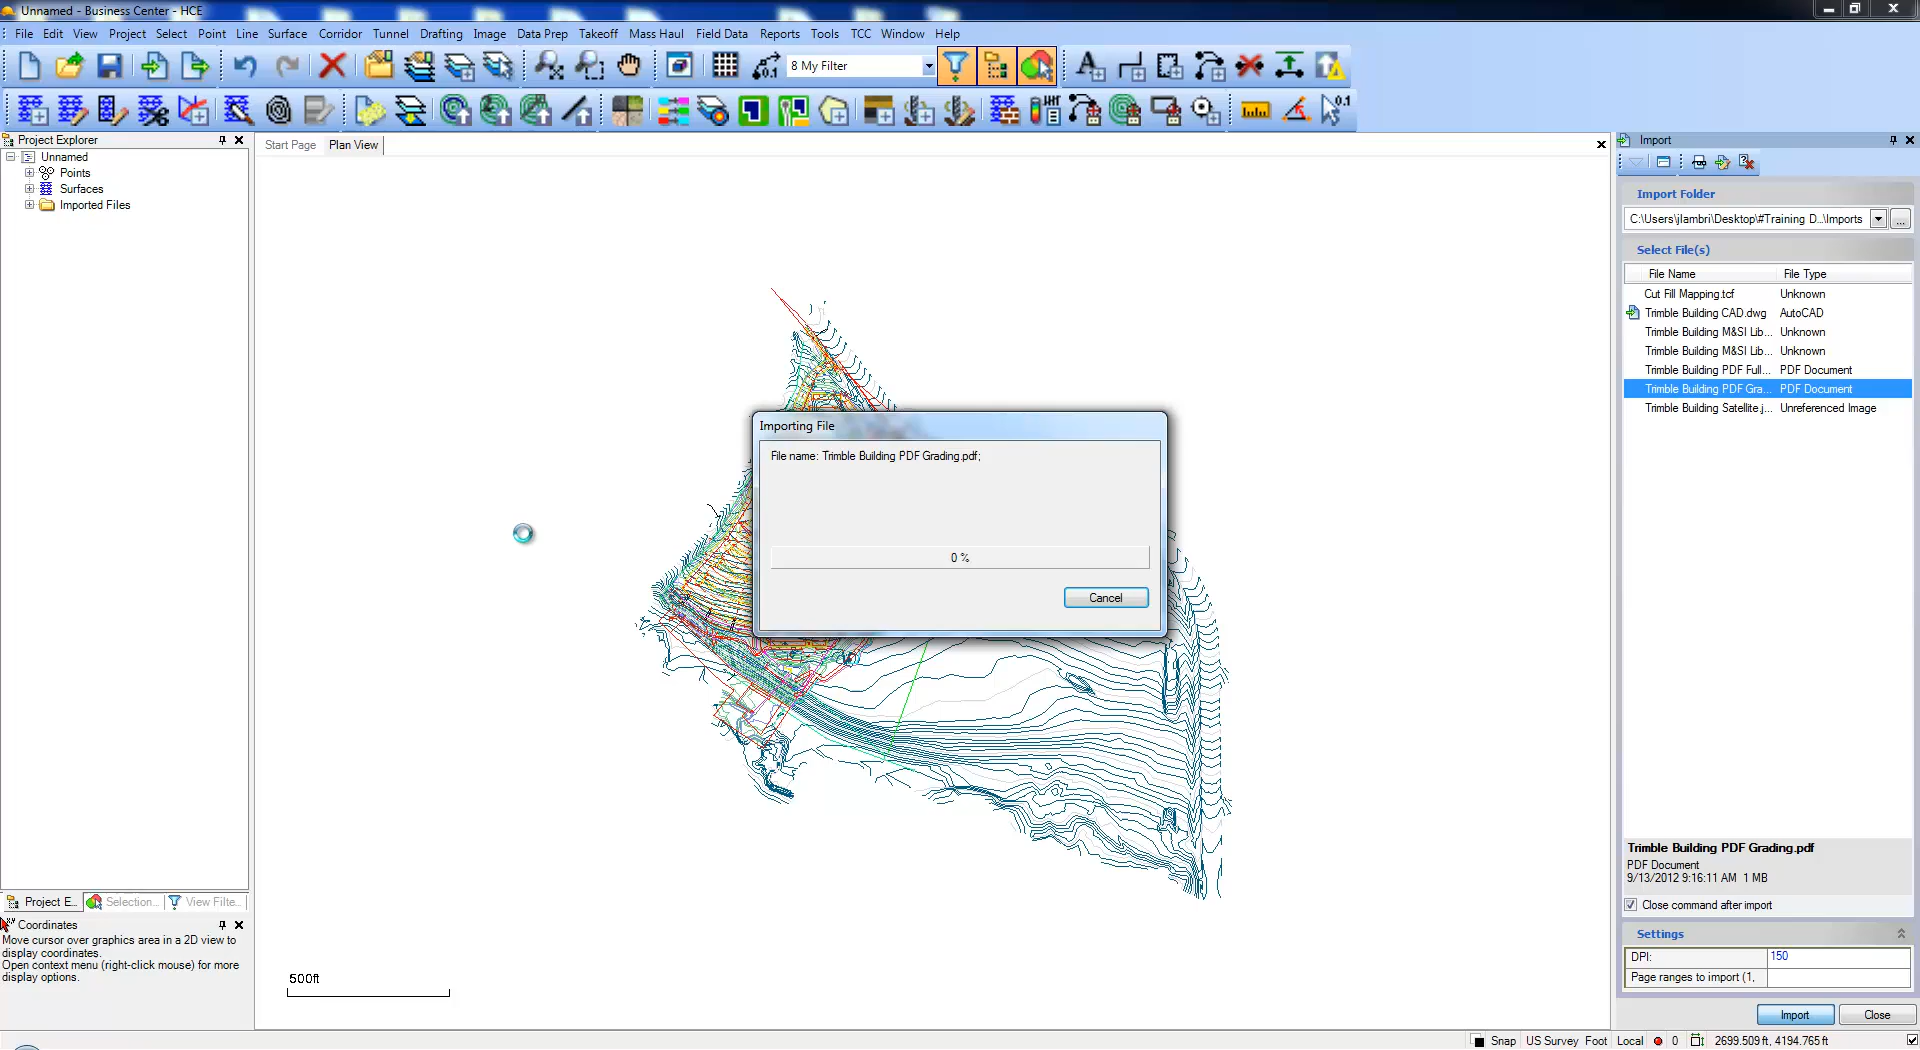 Unnamed - Business Center - HCE
File Edit View Project Select Point Line Surface Corridor Tunnel Drafting Image Data Prep Takeoff Mass Haul Field Data Reports Tools TCC Window Help
8 My Filter
Project Explorer
Unnamed
Points
Surfaces
Imported Files
Project E... Selection... View Filte...
Coordinates
Move cursor over graphics area in a 2D view to
display coordinates.
Open context menu (right-click mouse) for more
display options.
Start Page Plan View
500ft
Importing File
File name: Trimble Building PDF Grading.pdf;
0 %
Cancel
Import
Import Folder
C:\Users\jlambri\Desktop\#Training D...\Imports
...
Select File(s)
File Name File Type
Cut Fill Mapping.tcf Unknown
Trimble Building CAD.dwg AutoCAD
Trimble Building M&SI Lib... Unknown
Trimble Building M&SI Lib... Unknown
Trimble Building PDF Full... PDF Document
Trimble Building PDF Gra... PDF Document
Trimble Building Satellite.j... Unreferenced Image
Trimble Building PDF Grading.pdf
PDF Document
9/13/2012 9:16:11 AM 1 MB
Close command after import
Settings
DPI: 150
Page ranges to import (1,
Import Close
Snap US Survey Foot Local 0 2699.509 ft, 4194.765 ft